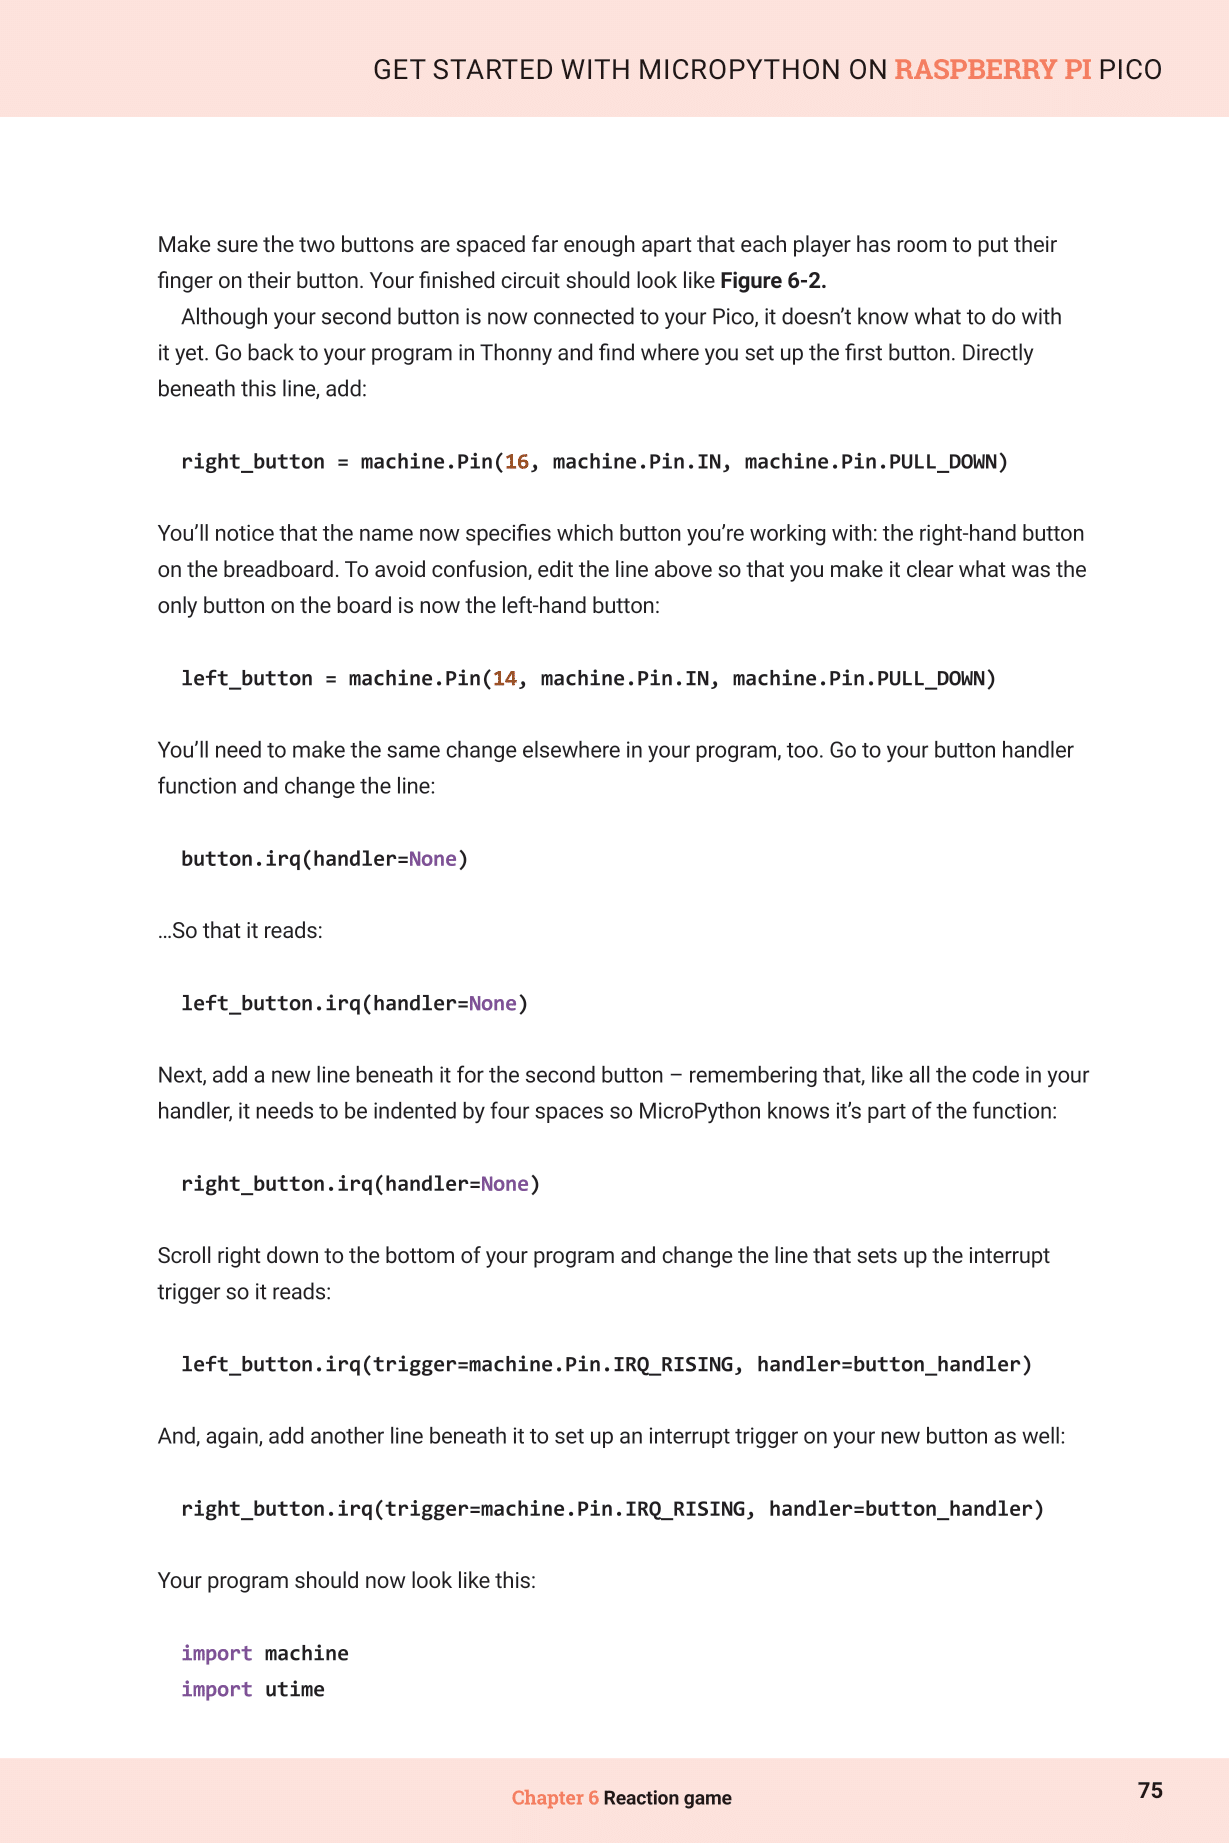 GET STARTED WITH MICROPYTHON ON RASPBERRY PI PICO
Make sure the two buttons are spaced far enough apart that each player has room to put their
finger on their button. Your finished circuit should look like Figure 6-2.
Although your second button is now connected to your Pico, it doesn’t know what to do with
it yet. Go back to your program in Thonny and find where you set up the first button. Directly
beneath this line, add:
right_button = machine.Pin(16, machine.Pin.IN, machine.Pin.PULL_DOWN)
You’ll notice that the name now specifies which button you’re working with: the right-hand button
on the breadboard. To avoid confusion, edit the line above so that you make it clear what was the
only button on the board is now the left-hand button:
left_button = machine.Pin(14, machine.Pin.IN, machine.Pin.PULL_DOWN)
You’ll need to make the same change elsewhere in your program, too. Go to your button handler
function and change the line:
button.irq(handler=None)
…So that it reads:
left_button.irq(handler=None)
Next, add a new line beneath it for the second button – remembering that, like all the code in your
handler, it needs to be indented by four spaces so MicroPython knows it’s part of the function:
right_button.irq(handler=None)
Scroll right down to the bottom of your program and change the line that sets up the interrupt
trigger so it reads:
left_button.irq(trigger=machine.Pin.IRQ_RISING, handler=button_handler)
And, again, add another line beneath it to set up an interrupt trigger on your new button as well:
right_button.irq(trigger=machine.Pin.IRQ_RISING, handler=button_handler)
Your program should now look like this:
import machine
import utime
Chapter 6 Reaction game
75